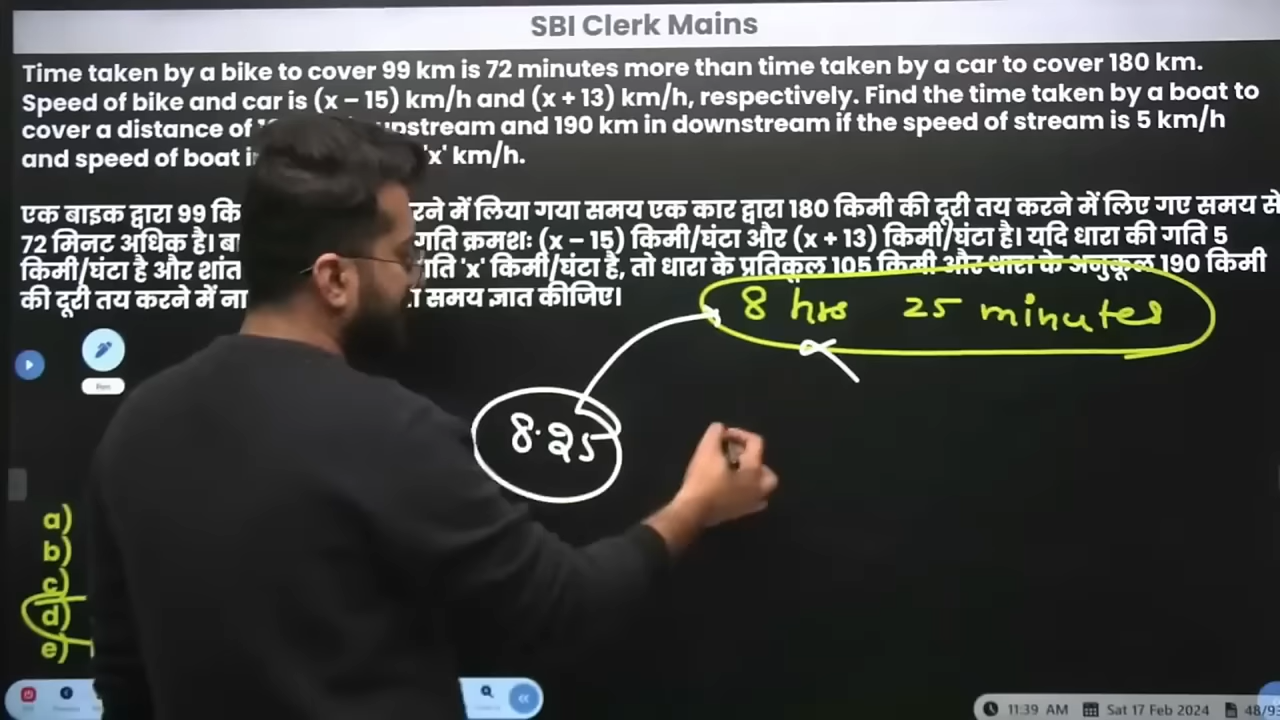 SBI Clerk Mains
Time taken by a bike to cover 99 km is 72 minutes more than time taken by a car to cover 180 km.
Speed of bike and car is (x – 15) km/h and (x + 13) km/h, respectively. Find the time taken by a boat to
cover a distance of upstream and 190 km in downstream if the speed of stream is 5 km/h
and speed of boat 'x' km/h.
एक बाइक द्वारा 99 में लिया गया समय एक कार द्वारा 180 किमी की दूरी तय करने में लिए गए समय से
72 मिनट अधिक है। गति क्रमशः (x – 15) किमी/घंटा और (x + 13) किमी/घंटा है। यदि धारा की गति 5
किमी/घंटा है और 'x' किमी/घंटा है, तो धारा के प्रतिकूल 105 किमी और धारा के अनुकूल 190 किमी
की दूरी तय करने में समय ज्ञात कीजिए।
8 hrs 25 minutes
8.25
a
b
c
d
e
11:39 AM Sat 17 Feb 2024